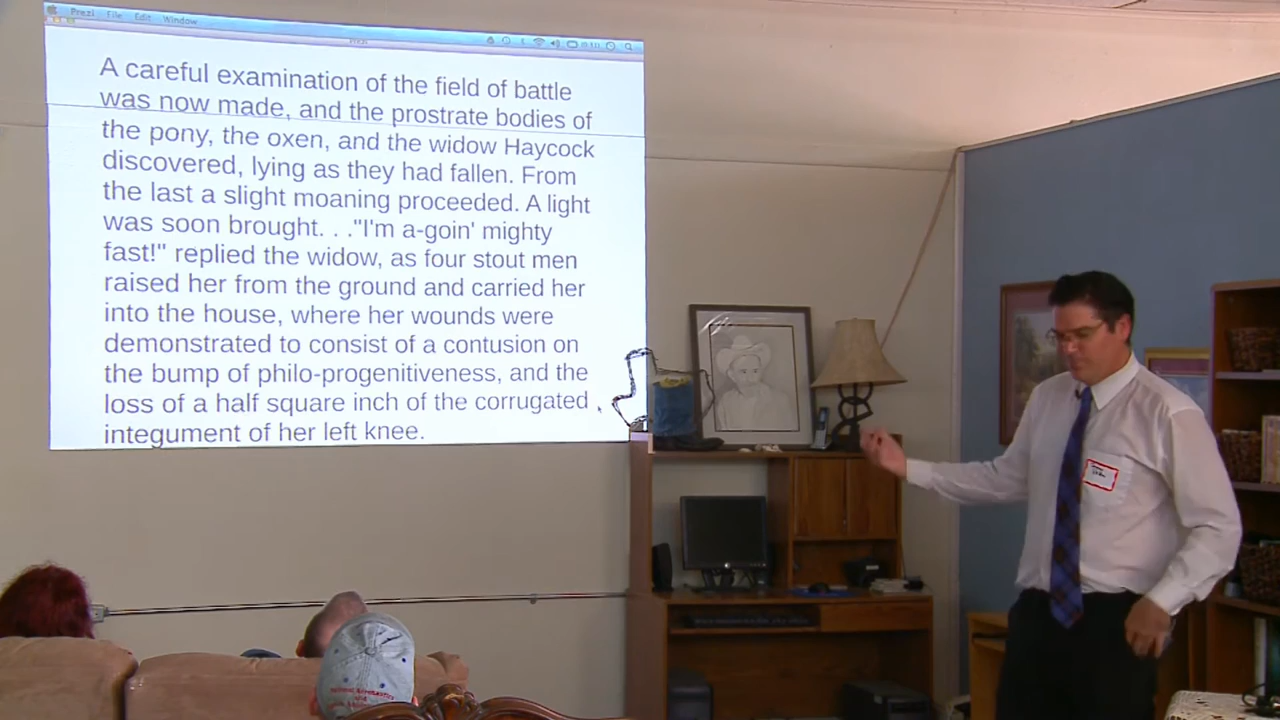 Prezi File Edit Window
A careful examination of the field of battle
was now made, and the prostrate bodies of
the pony, the oxen, and the widow Haycock
discovered, lying as they had fallen. From
the last a slight moaning proceeded. A light
was soon brought. . ."I'm a-goin' mighty
fast!" replied the widow, as four stout men
raised her from the ground and carried her
into the house, where her wounds were
demonstrated to consist of a contusion on
the bump of philo-progenitiveness, and the
loss of a half square inch of the corrugated
integument of her left knee.